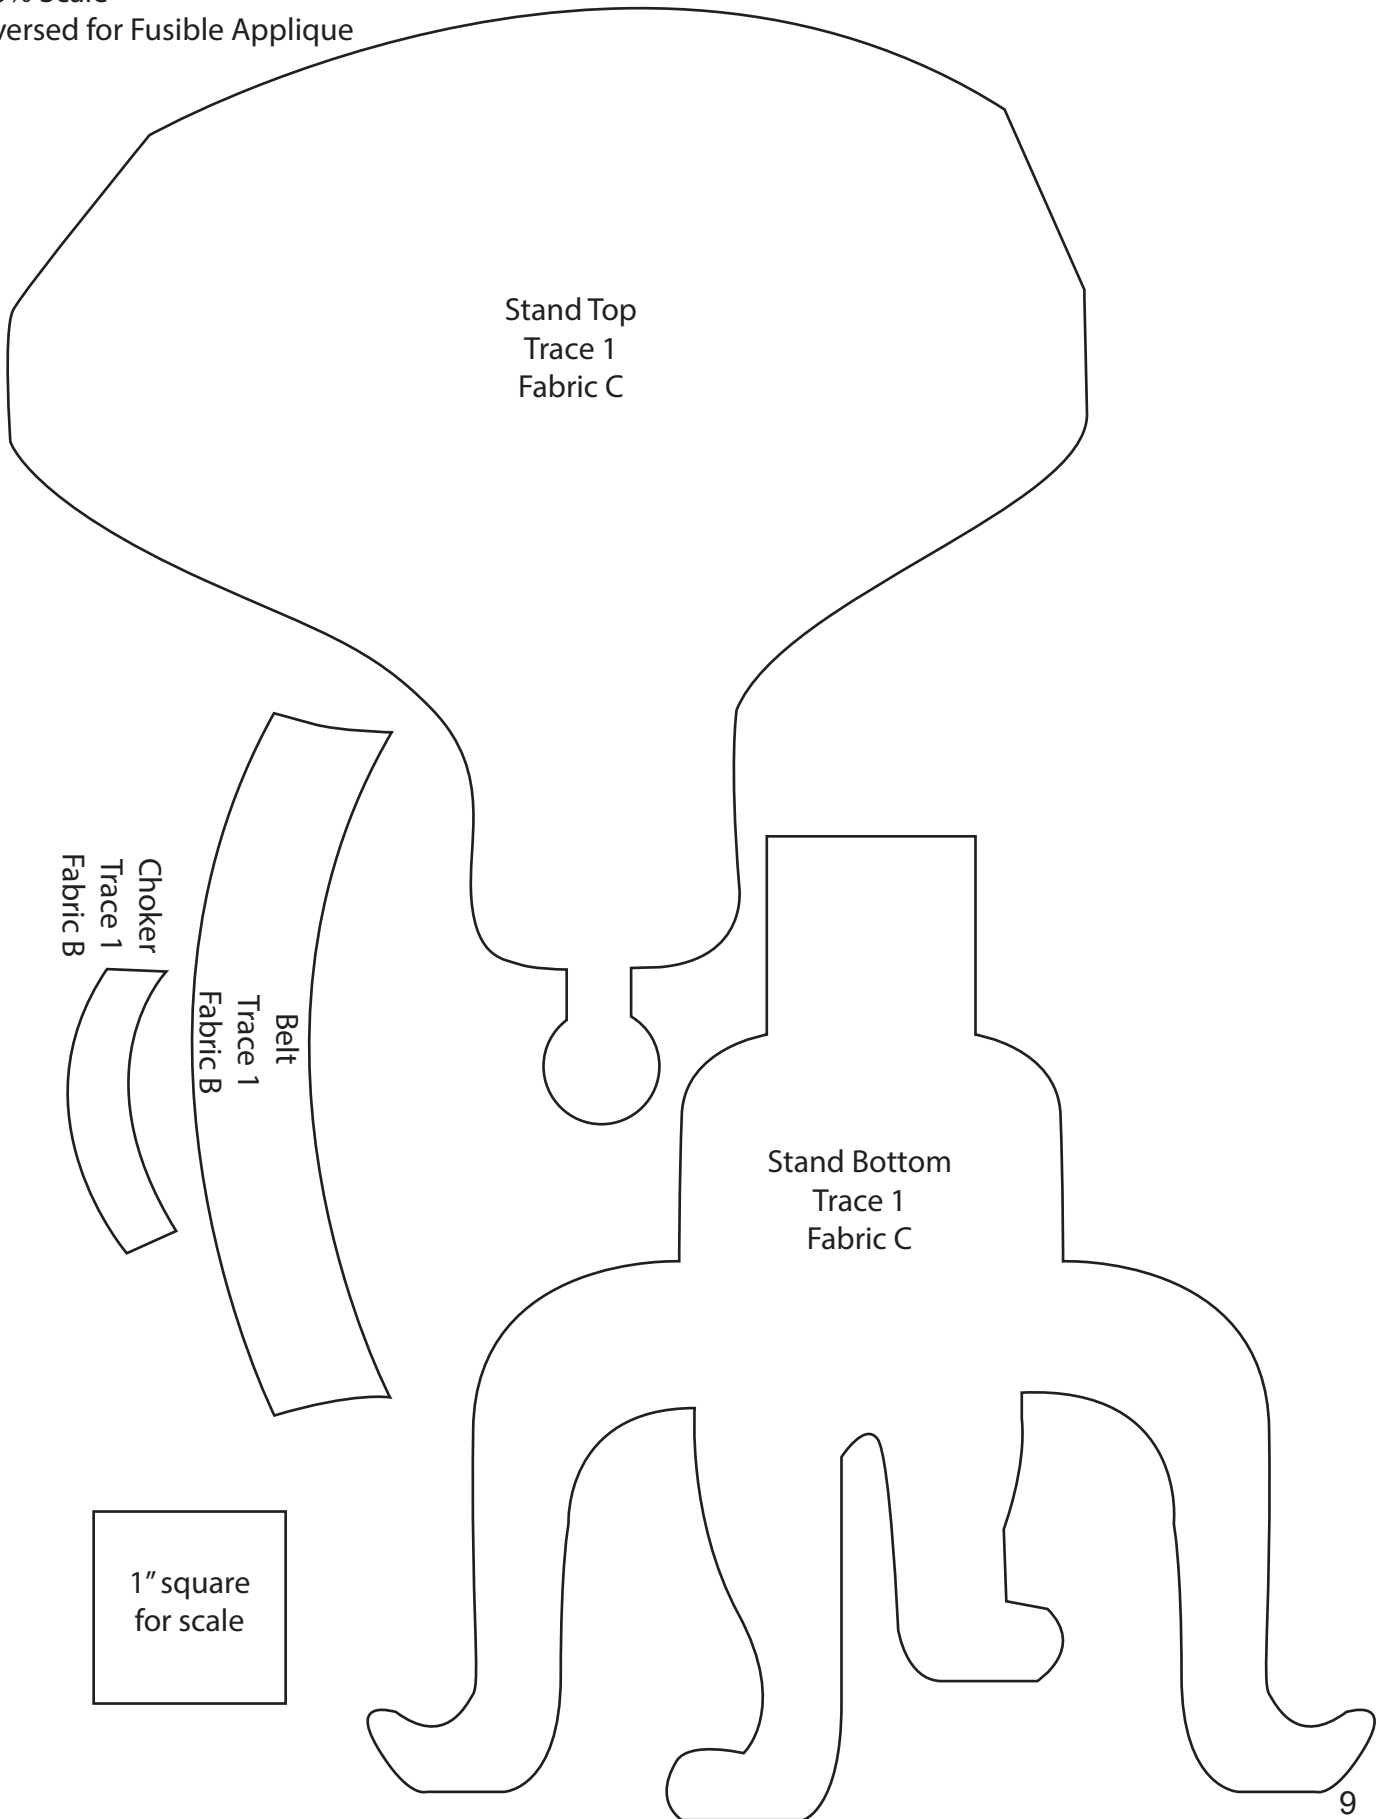 Scale
versed for Fusible Applique
Stand Top
Trace 1
Fabric C
Choker
Trace 1
Fabric B
Belt
Trace 1
Fabric B
Stand Bottom
Trace 1
Fabric C
1" square
for scale
9